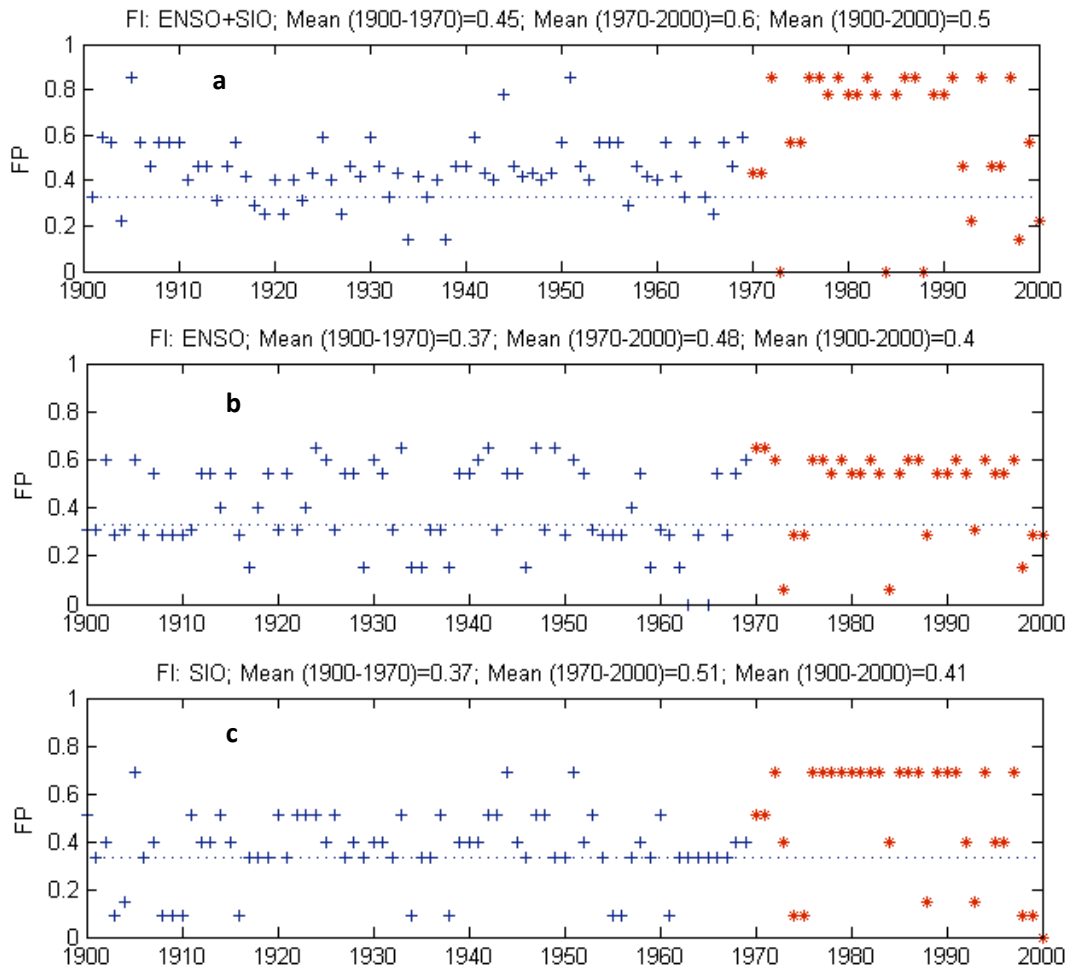 FI: ENSO+SIO; Mean (1900-1970)=0.45; Mean (1970-2000)=0.6; Mean (1900-2000)=0.5
a
FP
1
0.8
0.6
0.4
0.2
0
1900 1910 1920 1930 1940 1950 1960 1970 1980 1990 2000
FI: ENSO; Mean (1900-1970)=0.37; Mean (1970-2000)=0.48; Mean (1900-2000)=0.4
b
FP
1
0.8
0.6
0.4
0.2
0
1900 1910 1920 1930 1940 1950 1960 1970 1980 1990 2000
FI: SIO; Mean (1900-1970)=0.37; Mean (1970-2000)=0.51; Mean (1900-2000)=0.41
c
FP
1
0.8
0.6
0.4
0.2
0
1900 1910 1920 1930 1940 1950 1960 1970 1980 1990 2000